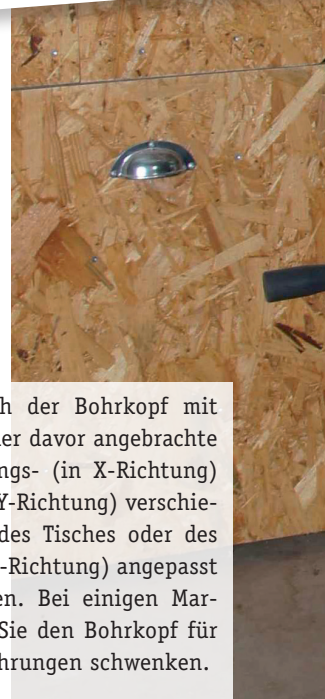 h der Bohrkopf mit
er davor angebrachte
ngs- (in X-Richtung)
Y-Richtung) verschie-
des Tisches oder des
-Richtung) angepasst
en. Bei einigen Mar-
Sie den Bohrkopf für
hrungen schwenken.